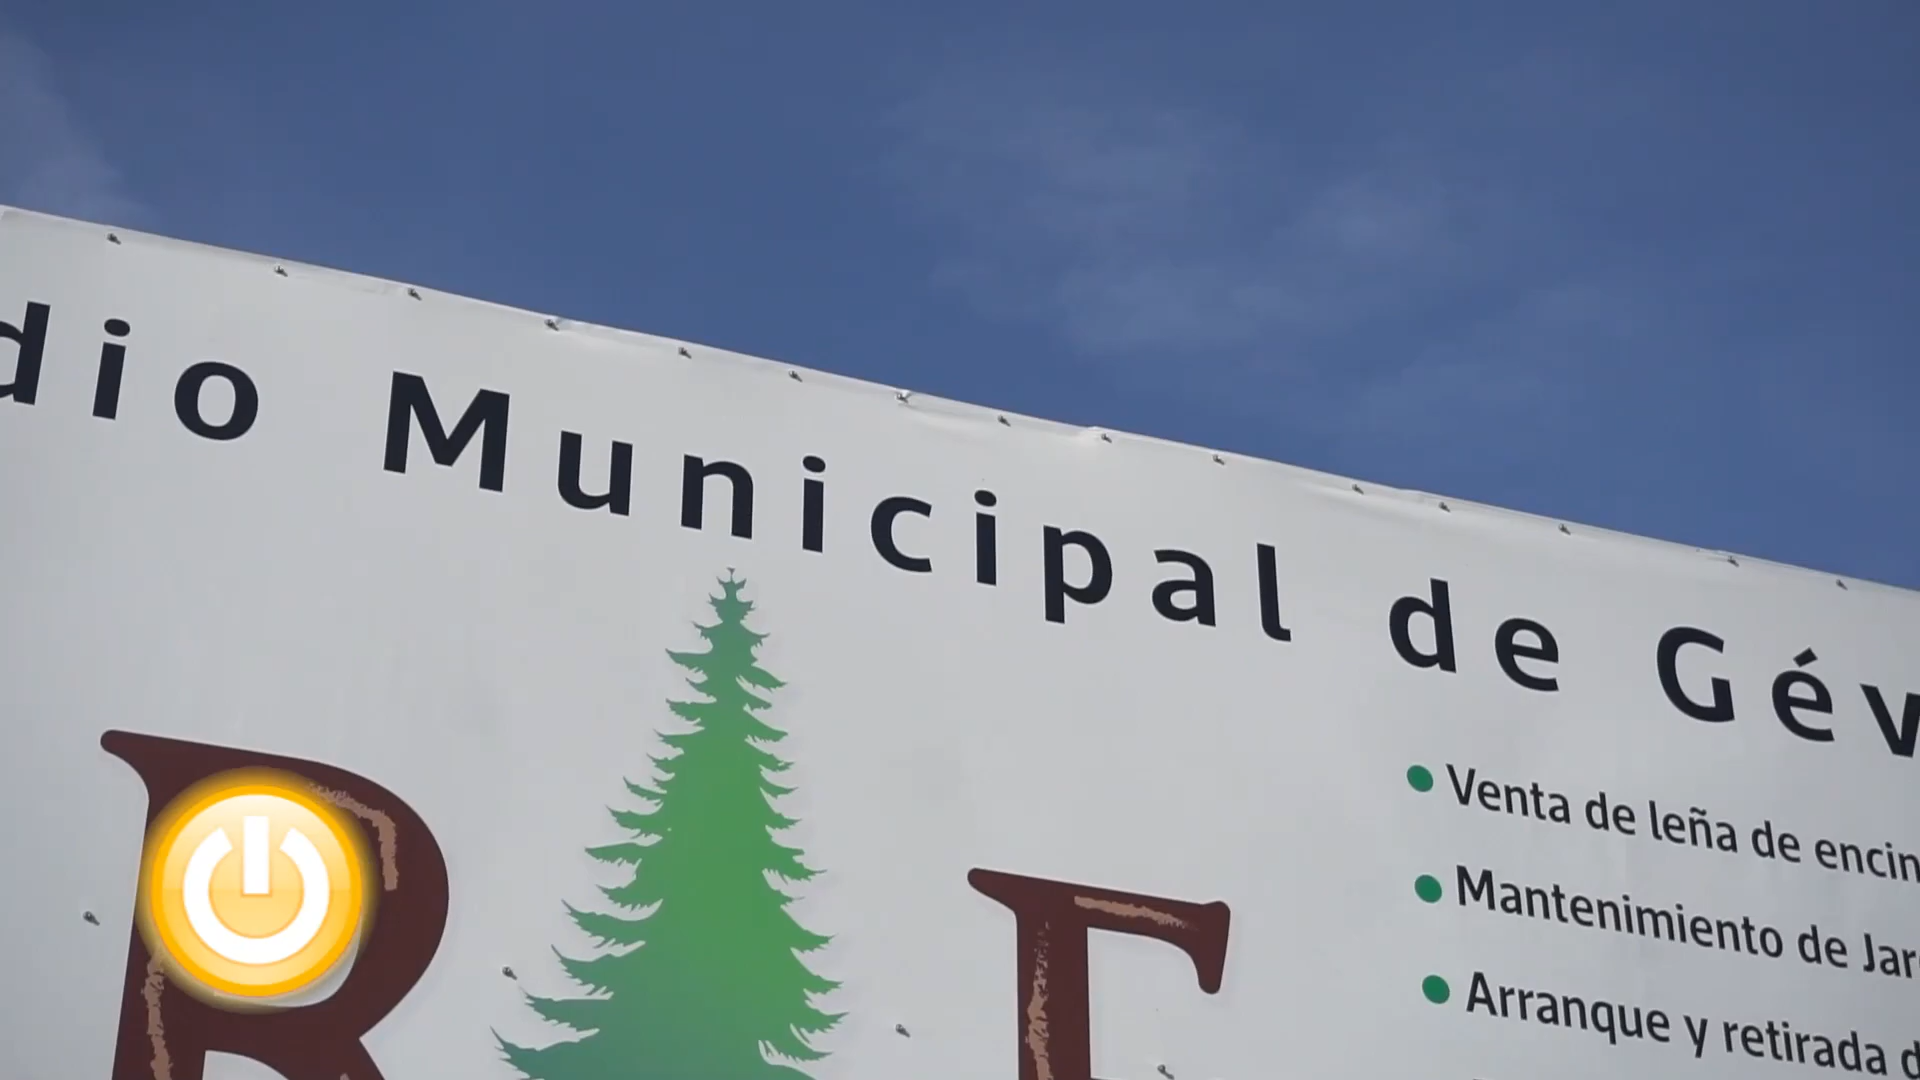 dio Municipal de Gév
B F
Venta de leña de encin
Mantenimiento de Jar
Arranque y retirada d